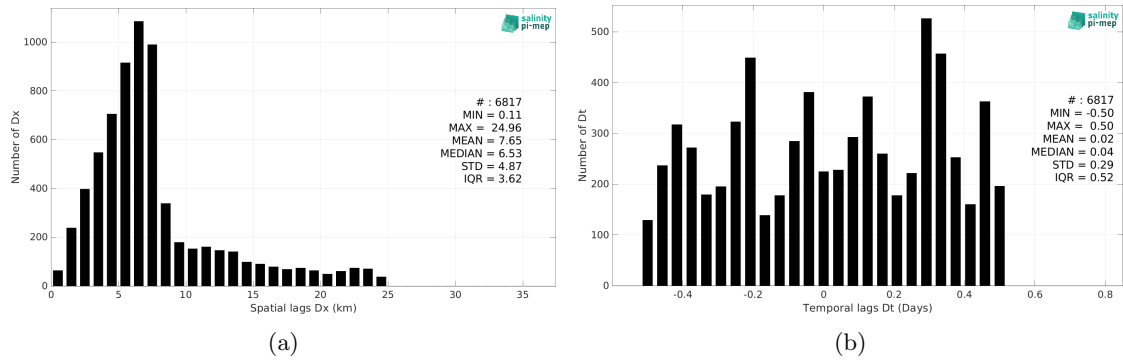 salinity
pi-mep
1000
800
600
400
200
0
Number of Dx
# : 6817
MIN = 0.11
MAX = 24.96
MEAN = 7.65
MEDIAN = 6.53
STD = 4.87
IQR = 3.62
0 5 10 15 20 25 30 35
Spatial lags Dx (km)
(a)
salinity
pi-mep
500
400
300
200
100
0
Number of Dt
# : 6817
MIN = -0.50
MAX = 0.50
MEAN = 0.02
MEDIAN = 0.04
STD = 0.29
IQR = 0.52
-0.4 -0.2 0 0.2 0.4 0.6 0.8
Temporal lags Dt (Days)
(b)